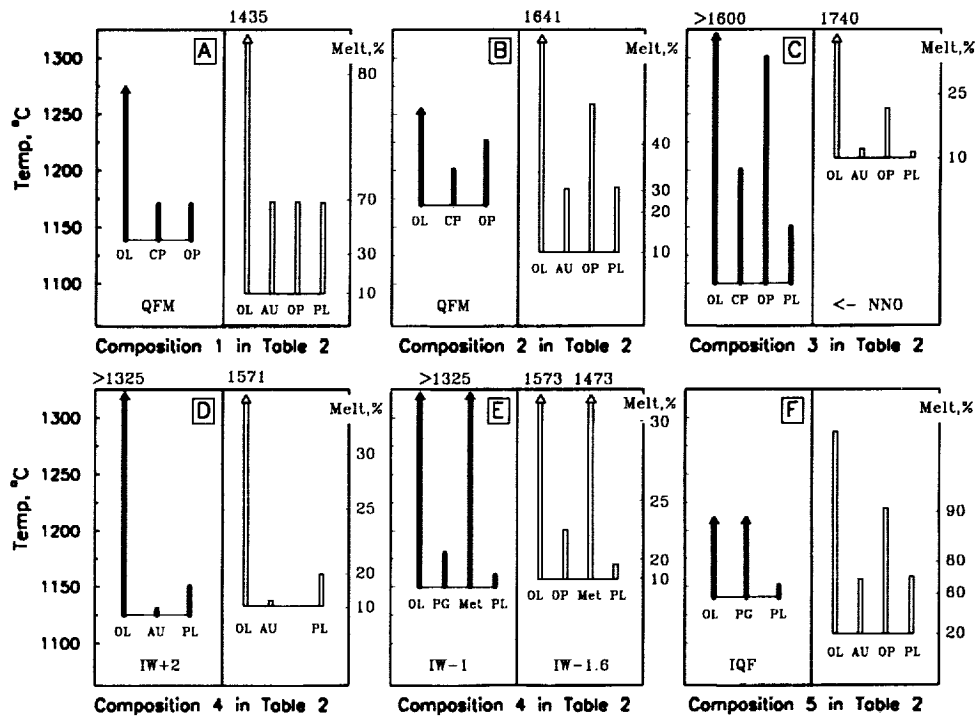 1435 1641 >1600 1740
A Melt,% B Melt,% C Melt,%
Temp. °C
1300
1250
1200
1150
1100
80
70
30
10
40
30
20
10
25
10
OL CP OP OL AU OP PL
QFM
OL CP OP OL AU OP PL
QFM
OL CP OP PL OL AU OP PL
<- NNO
Composition 1 in Table 2 Composition 2 in Table 2 Composition 3 in Table 2
>1325 1571 >1325 1573 1473
D Melt,% E Melt,% F Melt,%
Temp. °C
1300
1250
1200
1150
1100
30
25
20
10
30
25
20
10
90
80
60
20
OL AU PL OL AU PL
IW+2
OL PG Met PL OL OP Met PL
IW-1 IW-1.6
OL PG PL OL AU OP PL
IQF
Composition 4 in Table 2 Composition 4 in Table 2 Composition 5 in Table 2